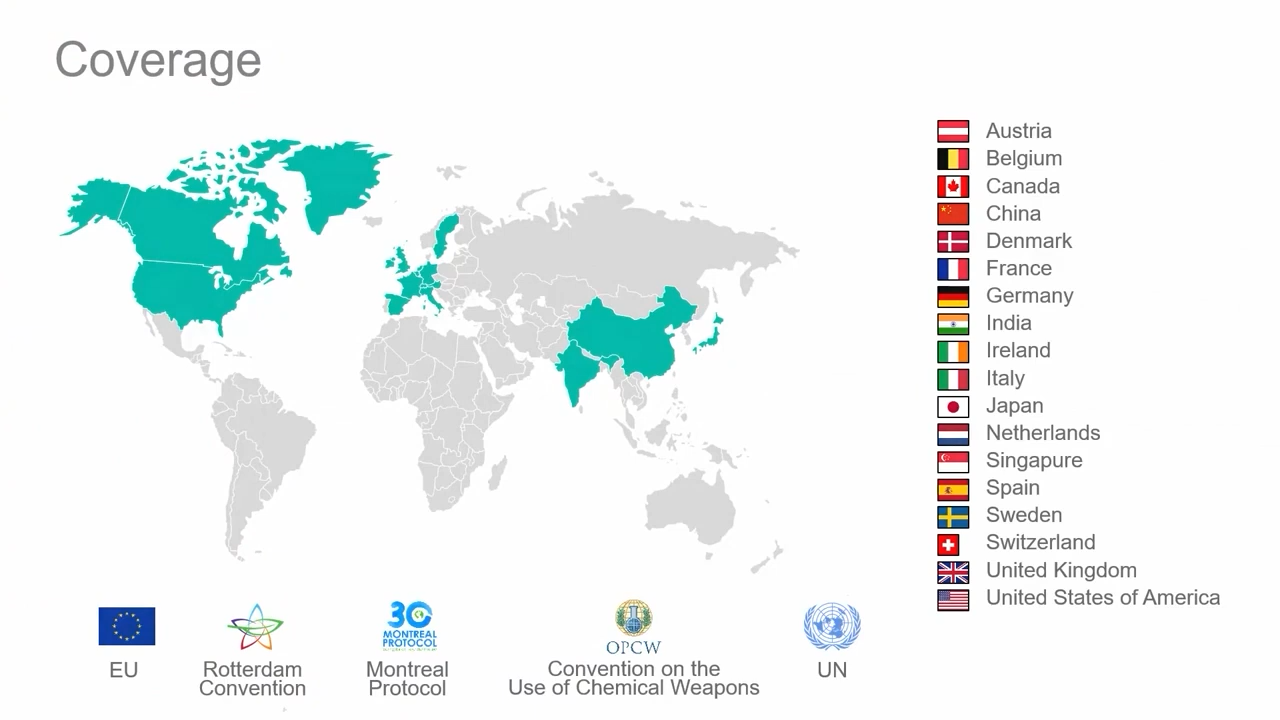 Coverage
Austria
Belgium
Canada
China
Denmark
France
Germany
India
Ireland
Italy
Japan
Netherlands
Singapure
Spain
Sweden
Switzerland
United Kingdom
United States of America
30
MONTREAL
PROTOCOL
OPCW
EU
Rotterdam
Convention
Montreal
Protocol
Convention on the
Use of Chemical Weapons
UN